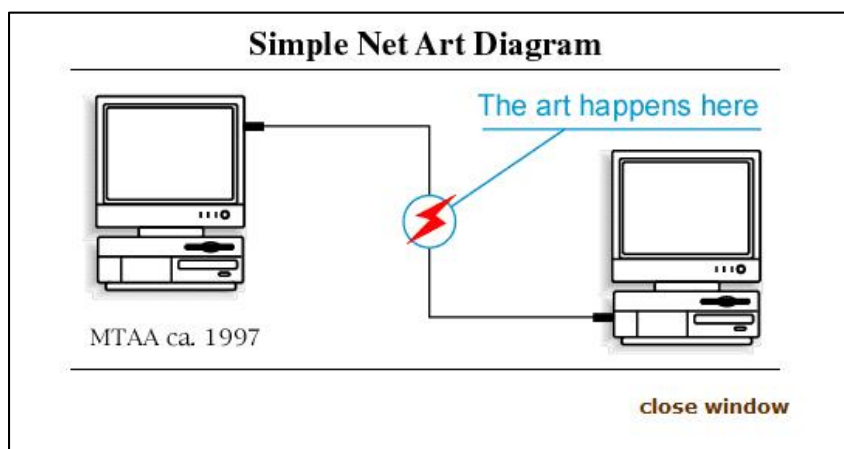 Simple Net Art Diagram
The art happens here
MTAA ca. 1997
close window